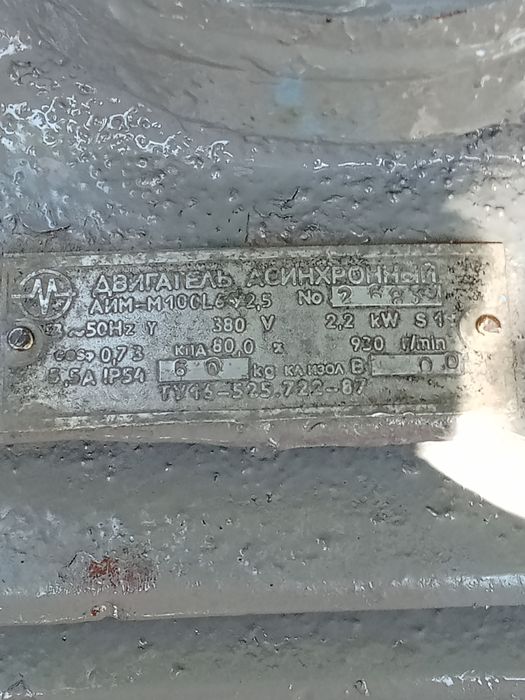 ДВИГАТЕЛЬ АСИНХРОННЫЙ
АИМ-М100L6У2,5 No
~50Hz Y 380 V 2,2 kW S1
cosφ 0,73 КПД 80,0 % 930 r/min
5,5A IP54 60 kg КЛ.ИЗОЛ B
ТУ16-525.722-87